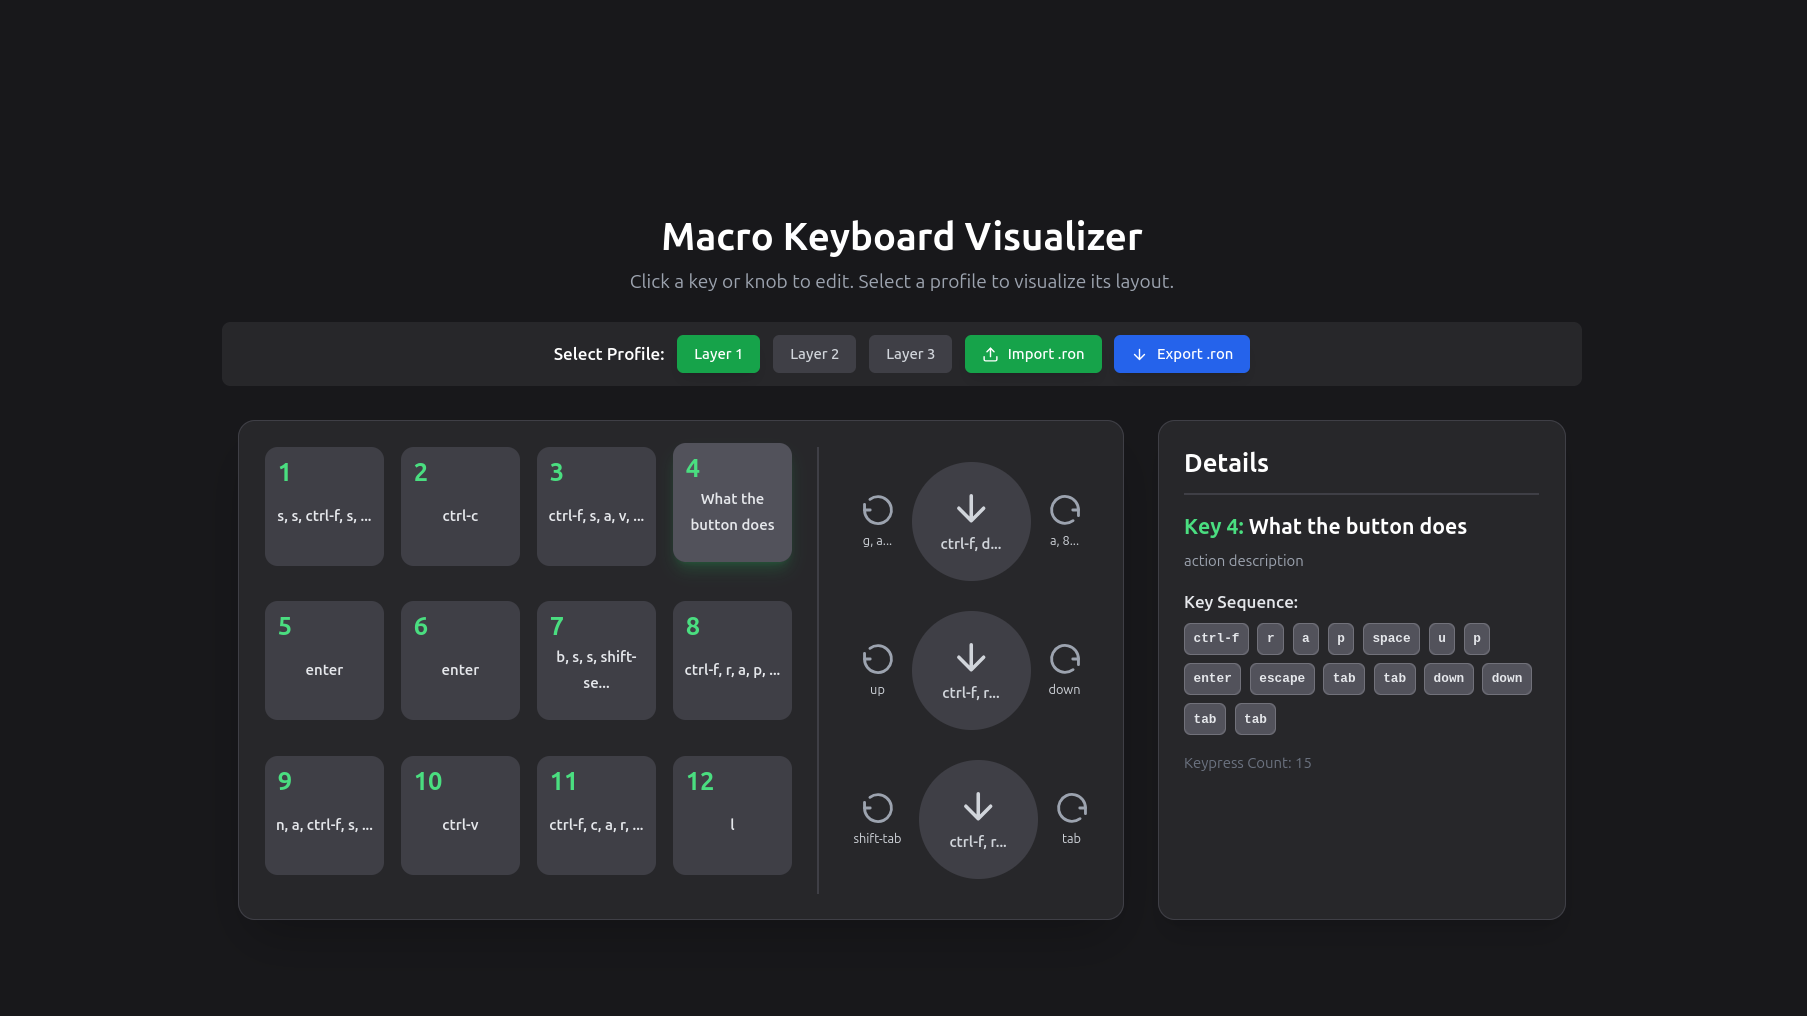 Macro Keyboard Visualizer
Click a key or knob to edit. Select a profile to visualize its layout.
Select Profile: Layer 1 Layer 2 Layer 3 Import .ron Export .ron
1
s, s, ctrl-f, s, ...
2
ctrl-c
3
ctrl-f, s, a, v, ...
4
What the
button does
5
enter
6
enter
7
b, s, s, shift-
se...
8
ctrl-f, r, a, p, ...
9
n, a, ctrl-f, s, ...
10
ctrl-v
11
ctrl-f, c, a, r, ...
12
l
g, a...
ctrl-f, d...
a, 8...
up
ctrl-f, r...
down
shift-tab
ctrl-f, r...
tab
Details
Key 4: What the button does
action description
Key Sequence:
ctrl-f r a p space u p
enter escape tab tab down down
tab tab
Keypress Count: 15